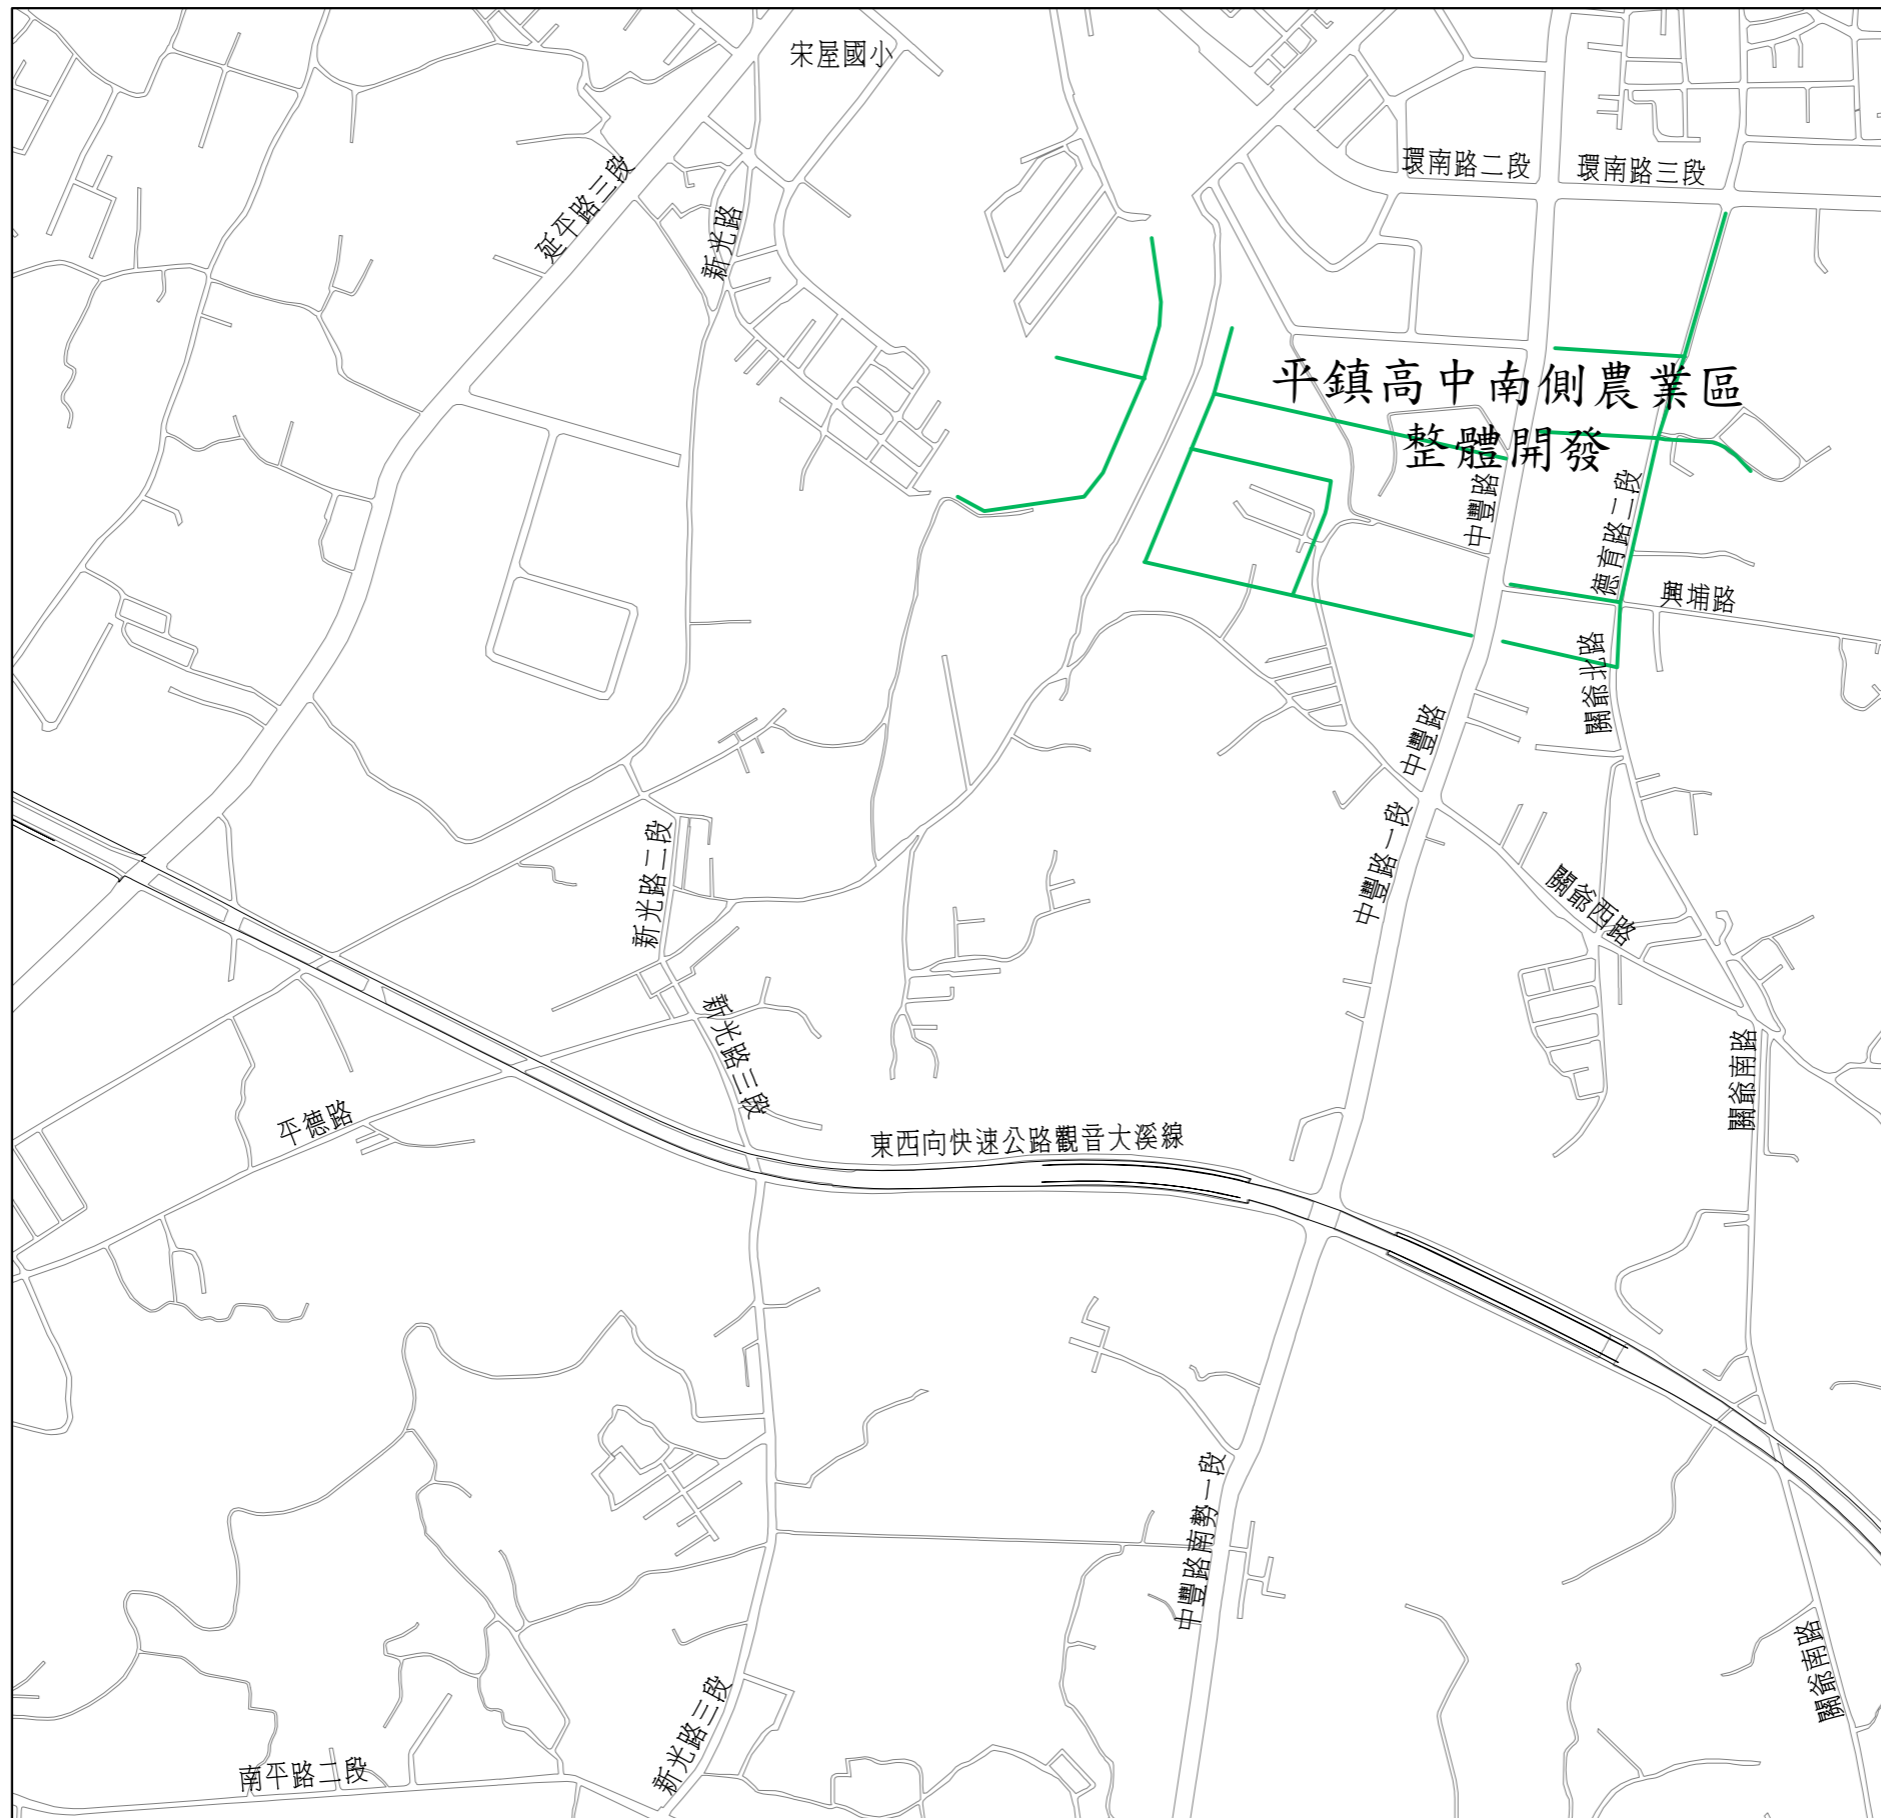 宋屋國小
環南路二段
環南路三段
延平路三段
新光路
平鎮高中南側農業區
整體開發
中豐路
德育路二段
興埔路
關爺北路
中豐路
中豐路一段
新光路二段
關爺西路
新光路三段
關爺南路
平德路
東西向快速公路觀音大溪線
中豐路南勢一段
關爺南路
新光路三段
南平路二段